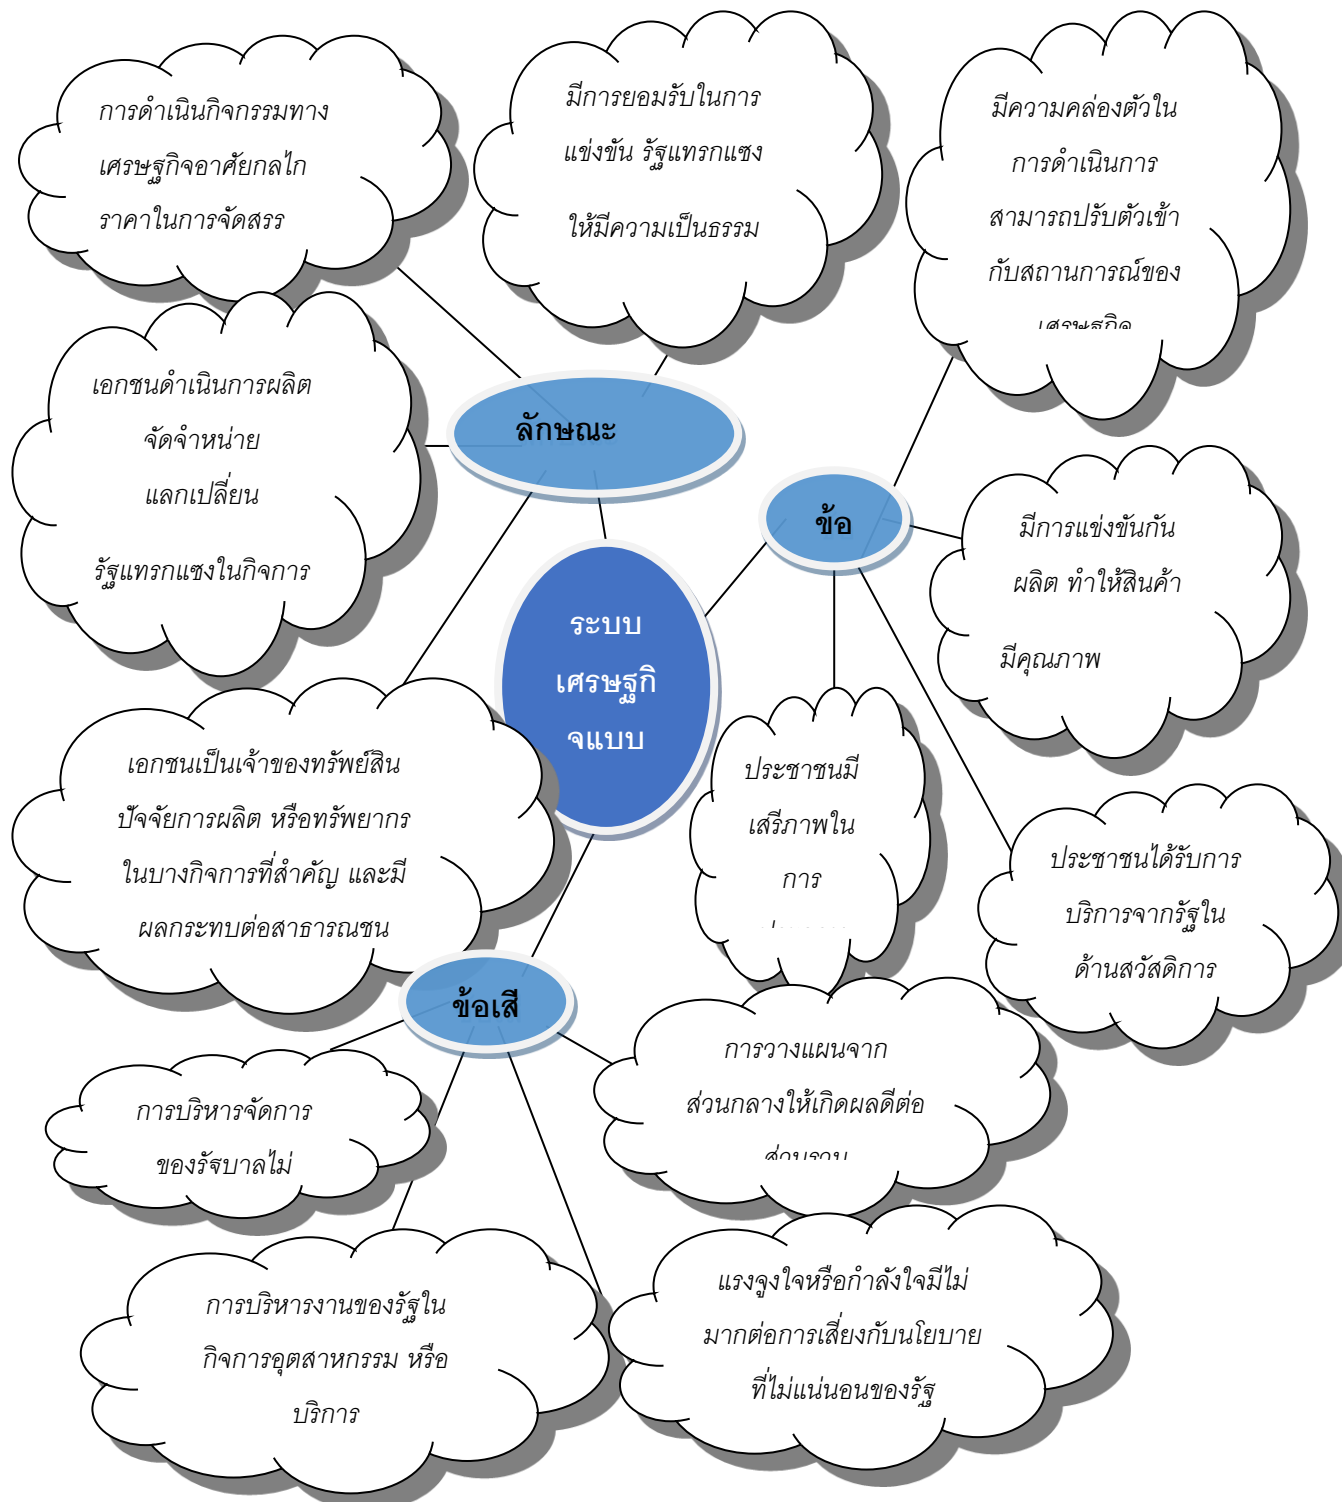 การดำเนินกิจกรรมทาง
เศรษฐกิจอาศัยกลไก
ราคาในการจัดสรร
มีการยอมรับในการ
แข่งขัน รัฐแทรกแซง
ให้มีความเป็นธรรม
มีความคล่องตัวใน
การดำเนินการ
สามารถปรับตัวเข้า
กับสถานการณ์ของ
เศรษฐกิจ
เอกชนดำเนินการผลิต
จัดจำหน่าย
แลกเปลี่ยน
รัฐแทรกแซงในกิจการ
ลักษณะ
ข้อ
มีการแข่งขันกัน
ผลิต ทำให้สินค้า
มีคุณภาพ
ระบบ
เศรษฐกิ
จแบบ
เอกชนเป็นเจ้าของทรัพย์สิน
ปัจจัยการผลิต หรือทรัพยากร
ในบางกิจการที่สำคัญ และมี
ผลกระทบต่อสาธารณชน
ประชาชนมี
เสรีภาพใน
การ
ประชาชนได้รับการ
บริการจากรัฐใน
ด้านสวัสดิการ
ข้อเสี
การวางแผนจาก
ส่วนกลางให้เกิดผลดีต่อ
ส่วนรวม
การบริหารจัดการ
ของรัฐบาลไม่
การบริหารงานของรัฐใน
กิจการอุตสาหกรรม หรือ
บริการ
แรงจูงใจหรือกำลังใจมีไม่
มากต่อการเสี่ยงกับนโยบาย
ที่ไม่แน่นอนของรัฐ